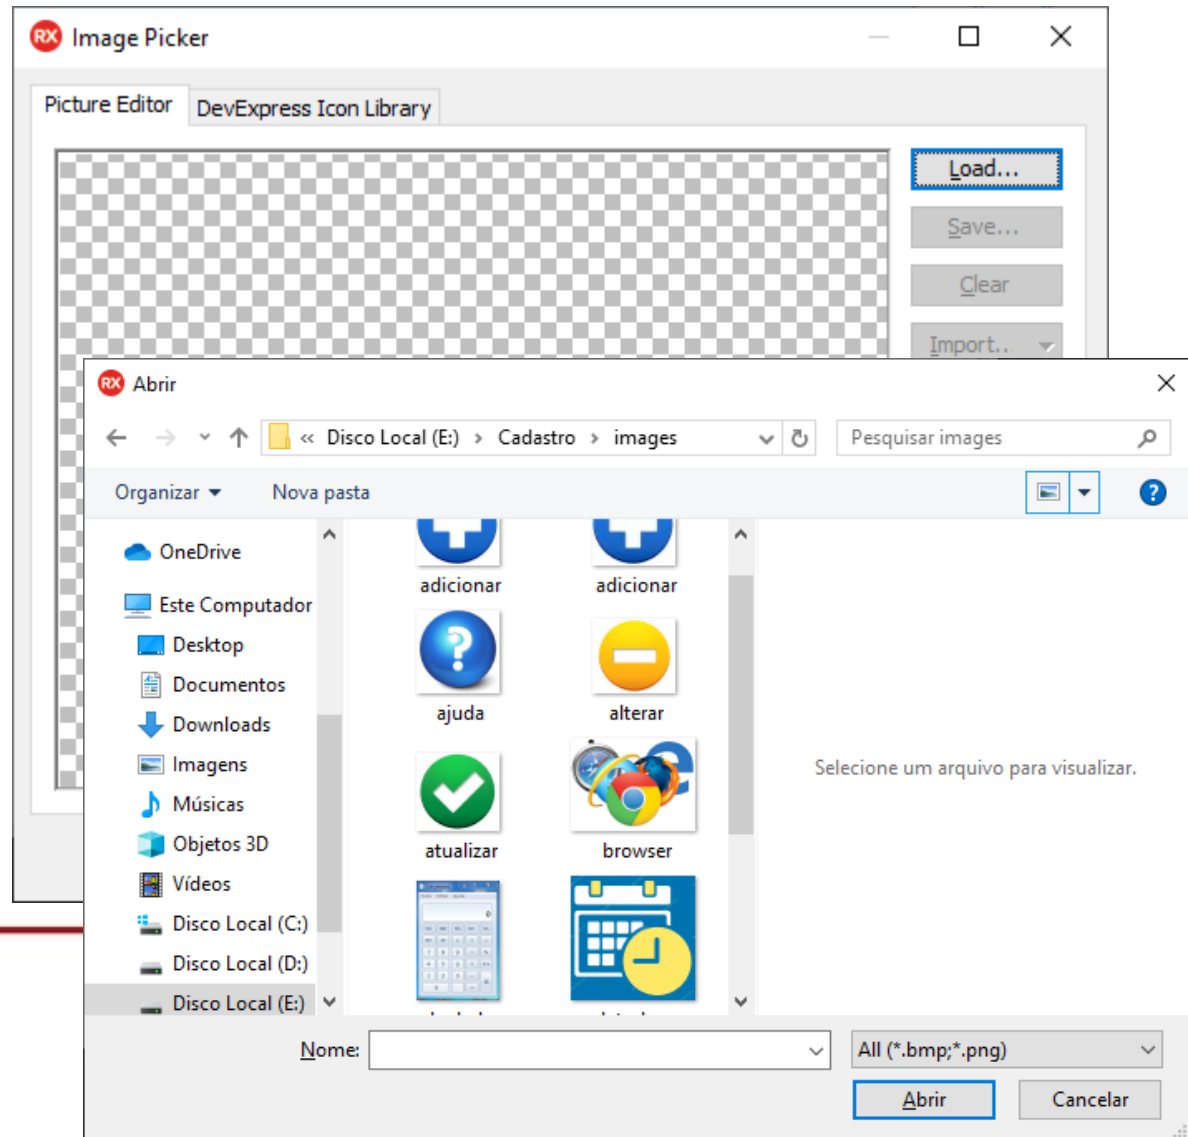 RX Image Picker
Picture Editor
DevExpress Icon Library
Load...
Save...
Clear
Import...
RX Abrir
« Disco Local (E:) › Cadastro › images
Pesquisar images
Organizar
Nova pasta
?
OneDrive
Este Computador
Desktop
Documentos
Downloads
Imagens
Músicas
Objetos 3D
Vídeos
Disco Local (C:)
Disco Local (D:)
Disco Local (E:)
adicionar
adicionar
ajuda
alterar
atualizar
browser
Selecione um arquivo para visualizar.
Nome:
All (*.bmp;*.png)
Abrir
Cancelar